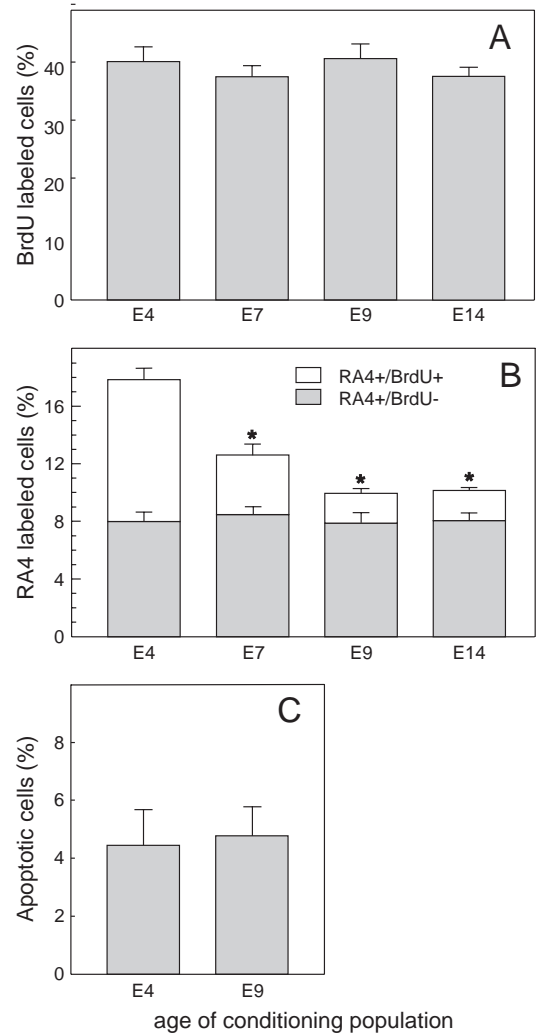 A
BrdU labeled cells (%)
40
30
20
10
0
E4 E7 E9 E14
B
RA4+/BrdU+
RA4+/BrdU-
RA4 labeled cells (%)
16
12
8
4
0
* * *
E4 E7 E9 E14
C
Apoptotic cells (%)
8
6
4
2
0
E4 E9
age of conditioning population